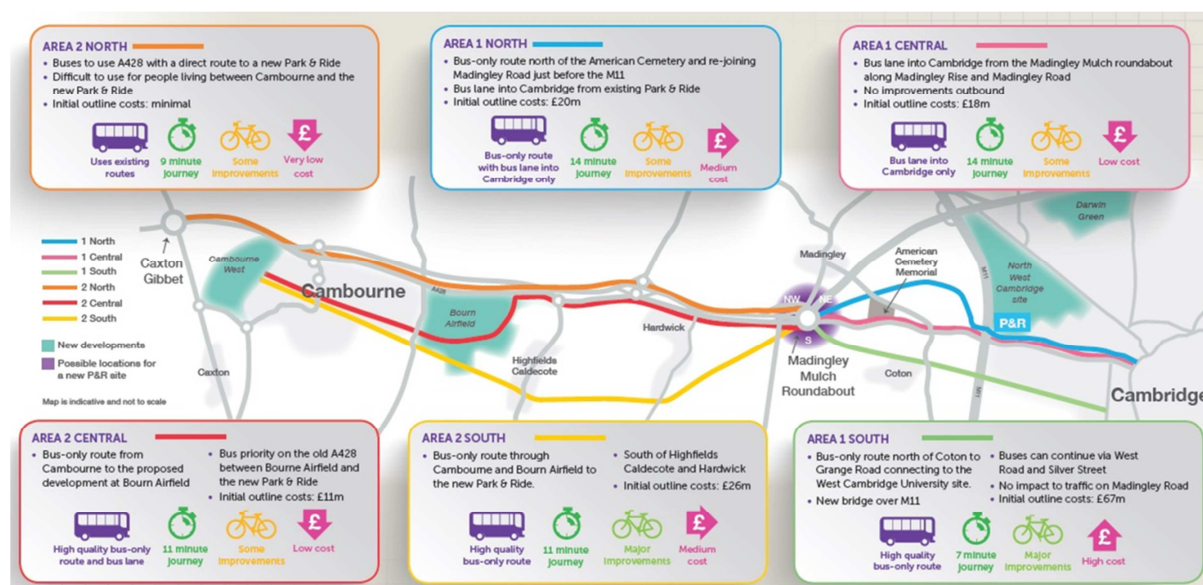 AREA 2 NORTH
• Buses to use A428 with a direct route to a new Park & Ride
• Difficult to use for people living between Cambourne and the
new Park & Ride
• Initial outline costs: minimal
Uses existing
routes
9 minute
journey
Some
improvements
Very low
cost
AREA 1 NORTH
• Bus-only route north of the American Cemetery and re-joining
Madingley Road just before the M11
• Bus lane into Cambridge from existing Park & Ride
• Initial outline costs: £20m
Bus-only route
with bus lane into
Cambridge only
14 minute
journey
Some
improvements
Medium
cost
AREA 1 CENTRAL
• Bus lane into Cambridge from the Madingley Mulch roundabout
along Madingley Rise and Madingley Road
• No improvements outbound
• Initial outline costs: £18m
Bus lane into
Cambridge only
14 minute
journey
Some
improvements
Low cost
Caxton
Gibbet
1 North
1 Central
1 South
2 North
2 Central
2 South
New developments
Possible locations for
a new P&R site
Map is indicative and not to scale
Cambourne
West
Cambourne
Caxton
A428
Bourn
Airfield
Highfields
Caldecote
Hardwick
Madingley
NW
NE
S
Madingley
Mulch
Roundabout
American
Cemetery
Memorial
Coton
M11
M11
P&R
North
West
Cambridge
site
Darwin
Green
Cambridge
AREA 2 CENTRAL
• Bus-only route from
Cambourne to the proposed
development at Bourn Airfield
• Bus priority on the old A428
between Bourne Airfield and
the new Park & Ride
• Initial outline costs: £11m
High quality bus-only
route and bus lane
11 minute
journey
Some
improvements
Low cost
AREA 2 SOUTH
• Bus-only route through
Cambourne and Bourn Airfield to
the new Park & Ride.
• South of Highfields
Caldecote and Hardwick
• Initial outline costs: £26m
High quality
bus-only route
11 minute
journey
Major
improvements
Medium
cost
AREA 1 SOUTH
• Bus-only route north of Coton to
Grange Road connecting to the
West Cambridge University site.
• New bridge over M11
• Buses can continue via West
Road and Silver Street
• No impact to traffic on Madingley Road
• Initial outline costs: £67m
High quality
bus-only route
7 minute
journey
Major
improvements
High cost